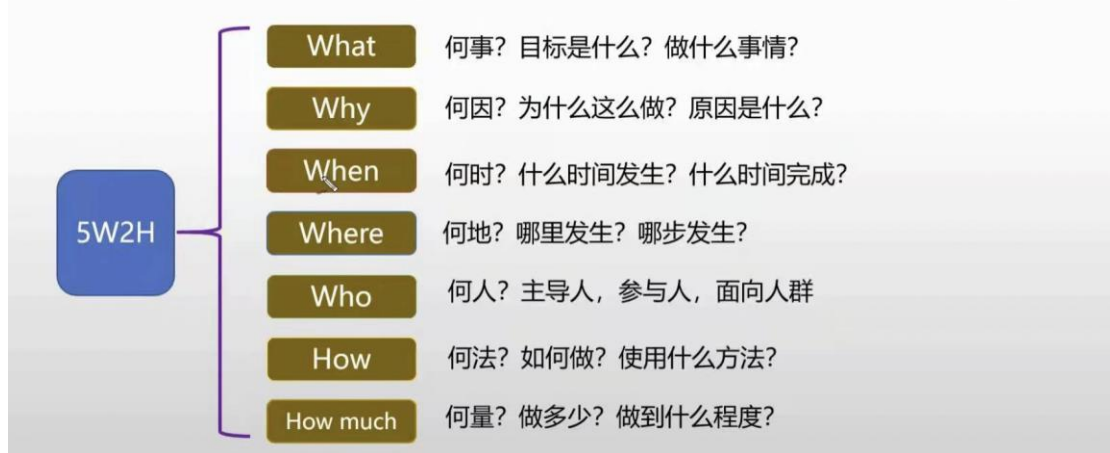 What 何事？目标是什么？做什么事情？
Why 何因？为什么这么做？原因是什么？
When 何时？什么时间发生？什么时间完成？
5W2H
Where 何地？哪里发生？哪步发生？
Who 何人？主导人，参与人，面向人群
How 何法？如何做？使用什么方法？
How much 何量？做多少？做到什么程度？